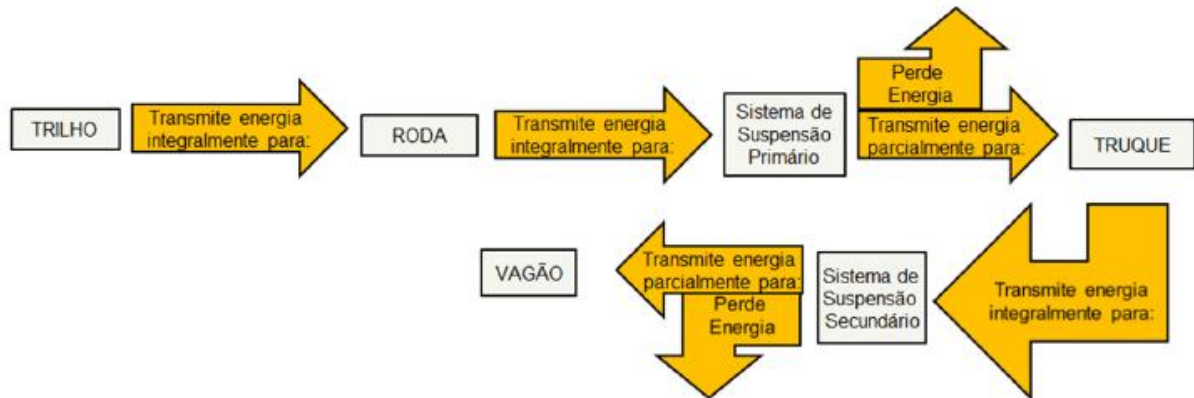 TRILHO
Transmite energia
integralmente para:
RODA
Transmite energia
integralmente para:
Sistema de
Suspensão
Primário
Perde
Energia
Transmite energia
parcialmente para:
TRUQUE
Transmite energia
integralmente para:
Sistema de
Suspensão
Secundário
Transmite energia
parcialmente para:
Perde
Energia
VAGÃO